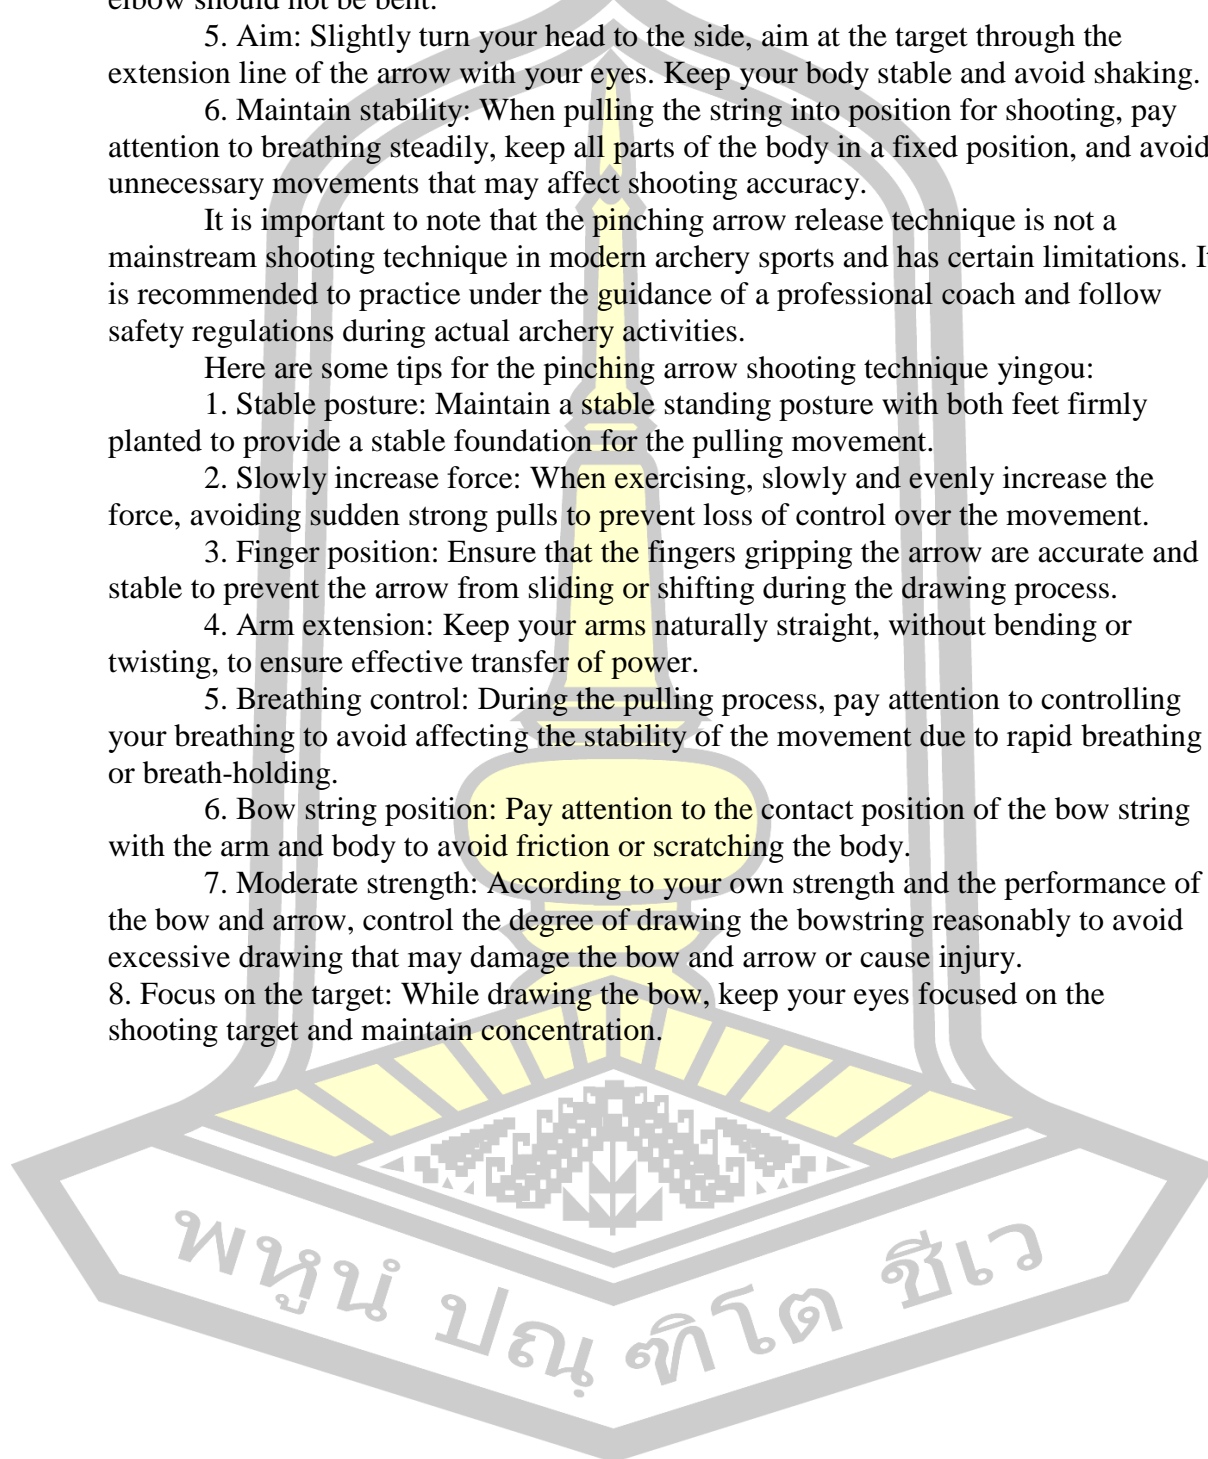 elbow should not be bent.
5. Aim: Slightly turn your head to the side, aim at the target through the
extension line of the arrow with your eyes. Keep your body stable and avoid shaking.
6. Maintain stability: When pulling the string into position for shooting, pay
attention to breathing steadily, keep all parts of the body in a fixed position, and avoid
unnecessary movements that may affect shooting accuracy.
It is important to note that the pinching arrow release technique is not a
mainstream shooting technique in modern archery sports and has certain limitations. It
is recommended to practice under the guidance of a professional coach and follow
safety regulations during actual archery activities.
Here are some tips for the pinching arrow shooting technique yingou:
1. Stable posture: Maintain a stable standing posture with both feet firmly
planted to provide a stable foundation for the pulling movement.
2. Slowly increase force: When exercising, slowly and evenly increase the
force, avoiding sudden strong pulls to prevent loss of control over the movement.
3. Finger position: Ensure that the fingers gripping the arrow are accurate and
stable to prevent the arrow from sliding or shifting during the drawing process.
4. Arm extension: Keep your arms naturally straight, without bending or
twisting, to ensure effective transfer of power.
5. Breathing control: During the pulling process, pay attention to controlling
your breathing to avoid affecting the stability of the movement due to rapid breathing
or breath-holding.
6. Bow string position: Pay attention to the contact position of the bow string
with the arm and body to avoid friction or scratching the body.
7. Moderate strength: According to your own strength and the performance of
the bow and arrow, control the degree of drawing the bowstring reasonably to avoid
excessive drawing that may damage the bow and arrow or cause injury.
8. Focus on the target: While drawing the bow, keep your eyes focused on the
shooting target and maintain concentration.
พหูนํ ปณฺฑิโต ชีเว